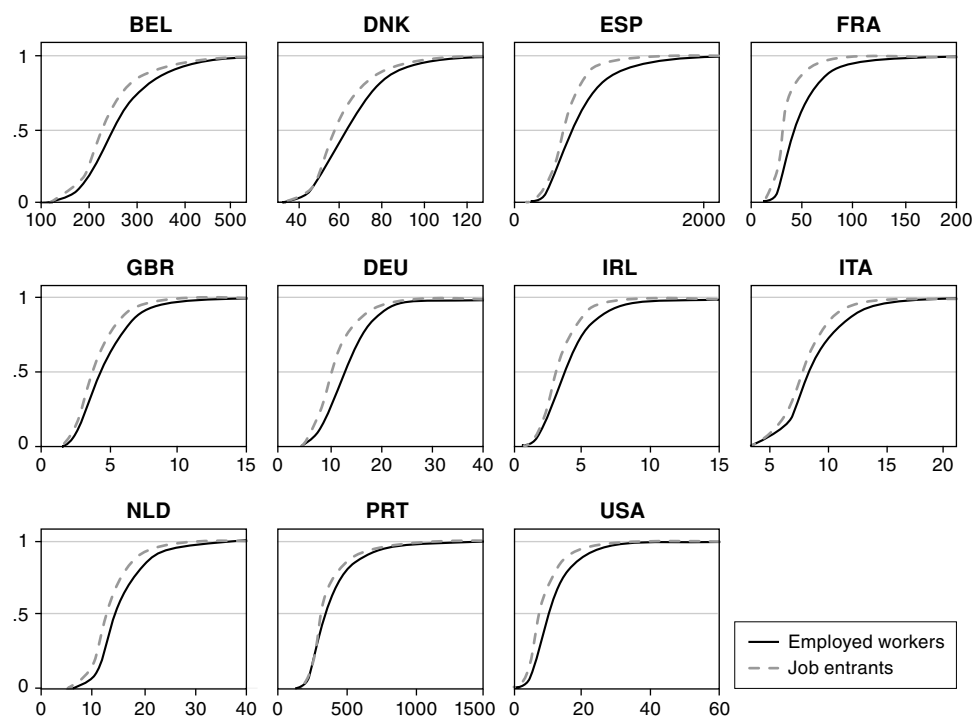 BEL DNK ESP FRA
1
.5
0
100 200 300 400 500 40 60 80 100 120 0 2000 0 50 100 150 200
GBR DEU IRL ITA
1
.5
0
0 5 10 15 0 10 20 30 40 0 5 10 15 5 10 15 20
NLD PRT USA
1
.5
0
0 10 20 30 40 0 500 1000 1500 0 20 40 60
Employed workers
Job entrants